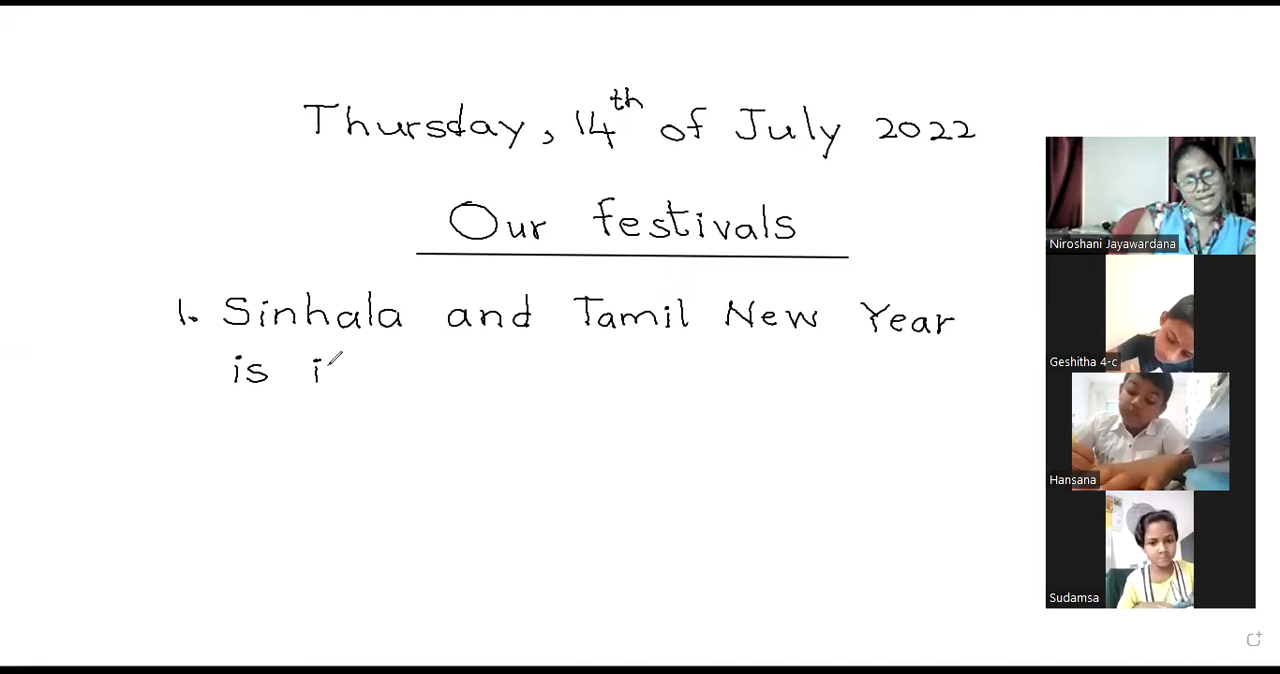 Thursday, 14th of July 2022
Our festivals
1. Sinhala and Tamil New Year
is i
Niroshani Jayawardana
Geshitha 4-c
Hansana
Sudamsa